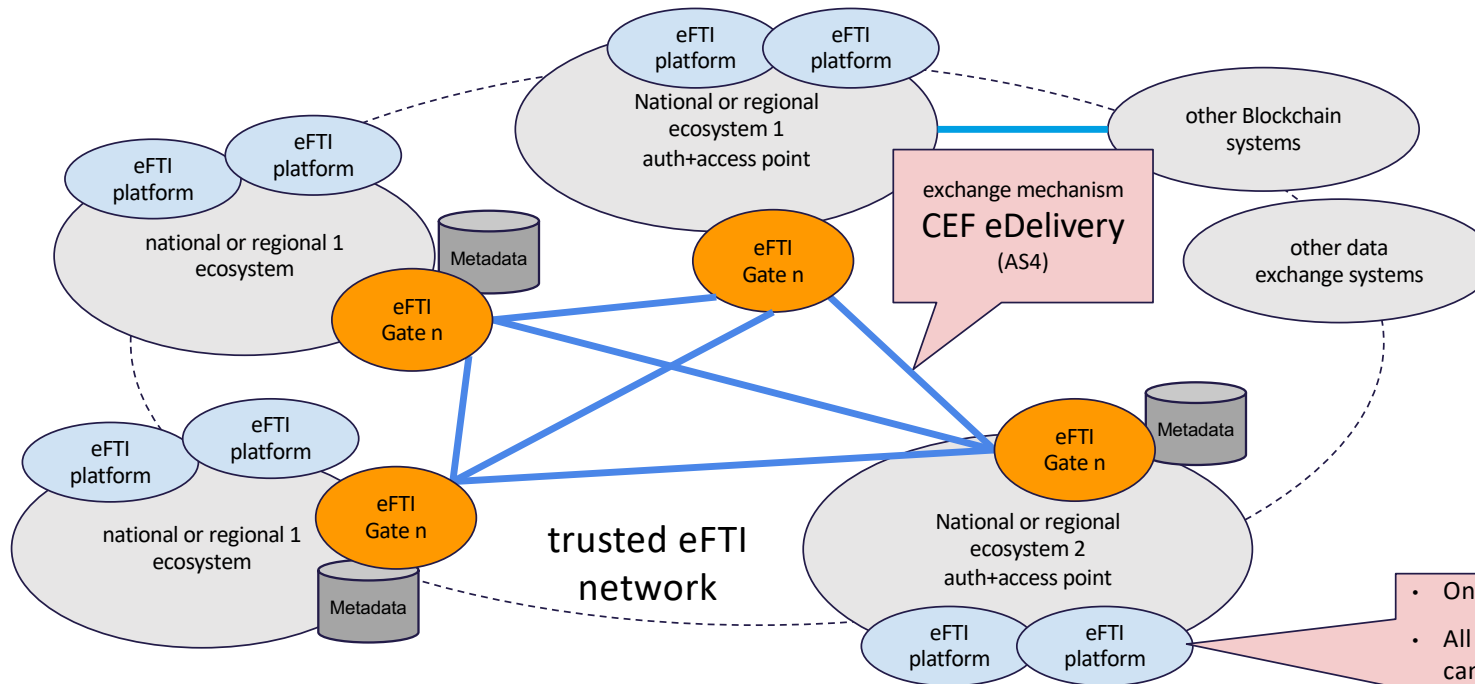 eFTI
platform
eFTI
platform
National or regional
ecosystem 1
auth+access point
other Blockchain
systems
eFTI
platform
eFTI
platform
national or regional 1
ecosystem
Metadata
eFTI
Gate n
eFTI
Gate n
exchange mechanism
CEF eDelivery
(AS4)
other data
exchange systems
eFTI
platform
eFTI
platform
national or regional 1
ecosystem
eFTI
Gate n
Metadata
trusted eFTI
network
eFTI
Gate n
Metadata
National or regional
ecosystem 2
auth+access point
eFTI
platform
eFTI
platform
• On
• All